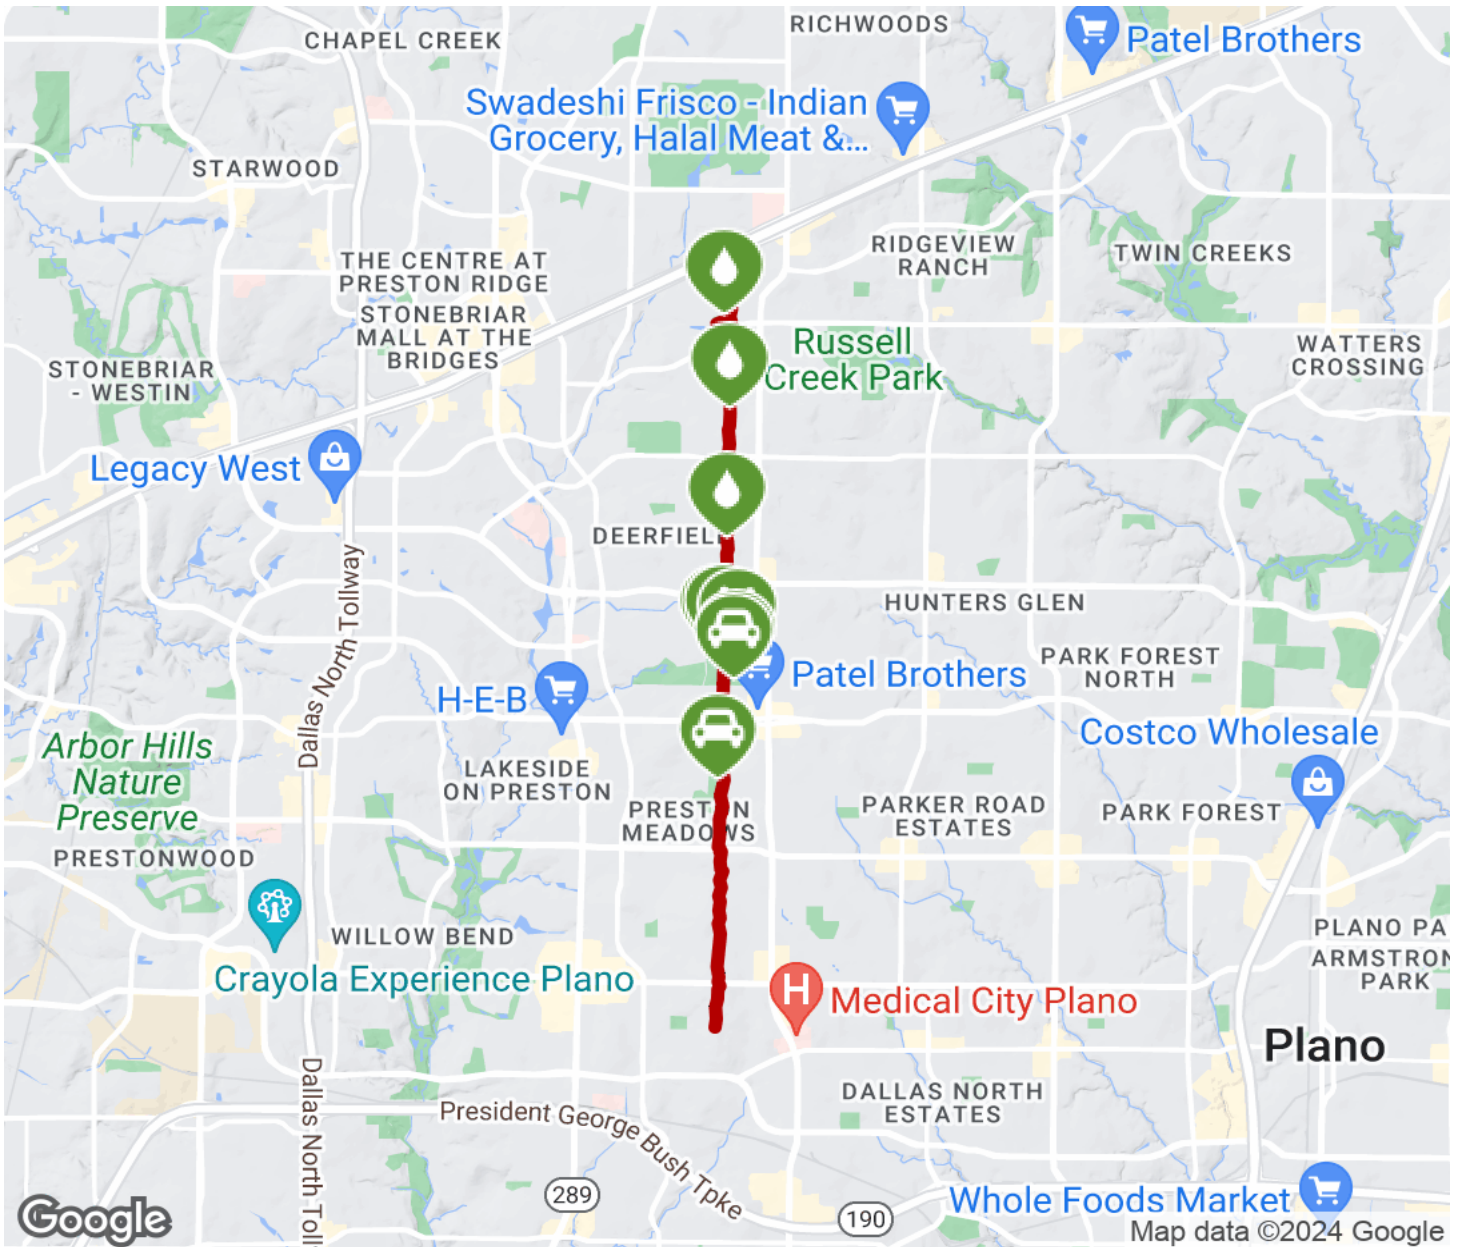 RICHWOODS
CHAPEL CREEK
Patel Brothers
Swadeshi Frisco - Indian
Grocery, Halal Meat &...
STARWOOD
RIDGEVIEW
RANCH
TWIN CREEKS
THE CENTRE AT
PRESTON RIDGE
STONEBRIAR
MALL AT THE
BRIDGES
Russell
Creek Park
WATTERS
CROSSING
STONEBRIAR
- WESTIN
Legacy West
DEERFIEL
Dallas North Tollway
HUNTERS GLEN
PARK FOREST
NORTH
Patel Brothers
H-E-B
Costco Wholesale
Arbor Hills
Nature
Preserve
LAKESIDE
ON PRESTON
PRESTON
MEADOWS
PARKER ROAD
ESTATES
PARK FOREST
PRESTONWOOD
WILLOW BEND
PLANO PA
ARMSTRON
PARK
Crayola Experience Plano
H
Medical City Plano
Plano
Dallas North Toll
DALLAS NORTH
ESTATES
President George Bush Tpke
289
190
Whole Foods Market
Google
Map data ©2024 Google